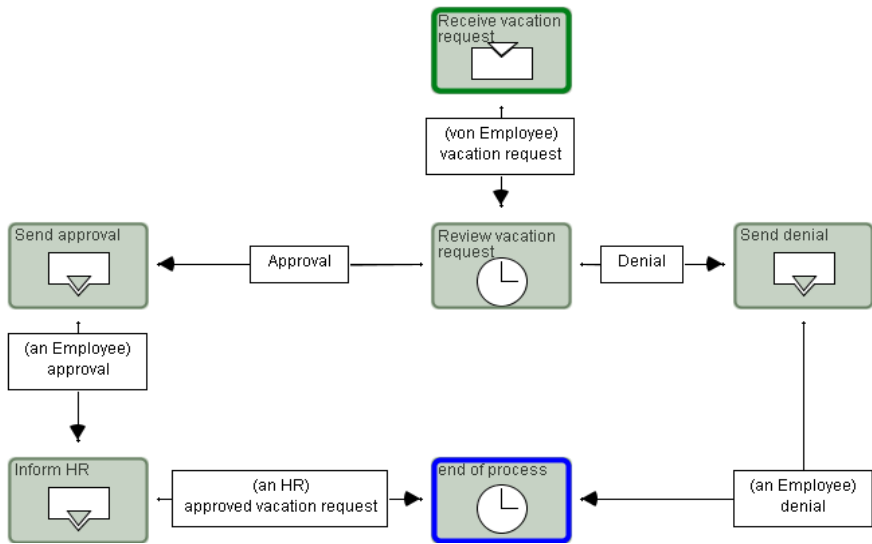 Receive vacation
request
(von Employee)
vacation request
Send approval
Approval
Review vacation
request
Denial
Send denial
(an Employee)
approval
Inform HR
(an HR)
approved vacation request
end of process
(an Employee)
denial